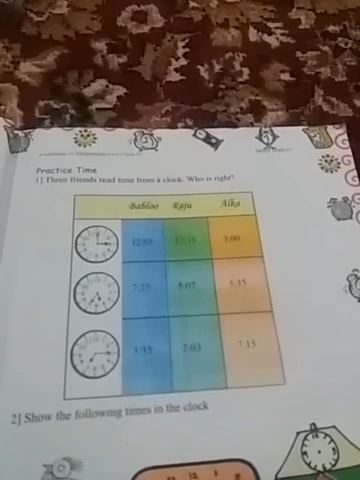 Practice Time
1] Three friends read time from a clock. Who is right?
Babloo Raju Alka
12:15 3:00
7:25 5:07 5:35
3:35 7:03 7:15
2] Show the following times in the clock